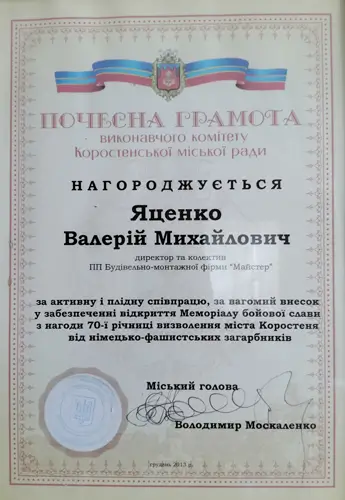 ПОЧЕСНА ГРАМОТА
виконавчого комітету
Коростенської міської ради
НАГОРОДЖУЄТЬСЯ
Яценко
Валерій Михайлович
директор та колектив
ПП Будівельно-монтажної фірми "Майстер"
за активну і плідну співпрацю, за вагомий внесок
у забезпеченні відкриття Меморіалу бойової слави
з нагоди 70-ї річниці визволення міста Коростеня
від німецько-фашистських загарбників
Міський голова
Володимир Москаленко
грудень 2013 р.